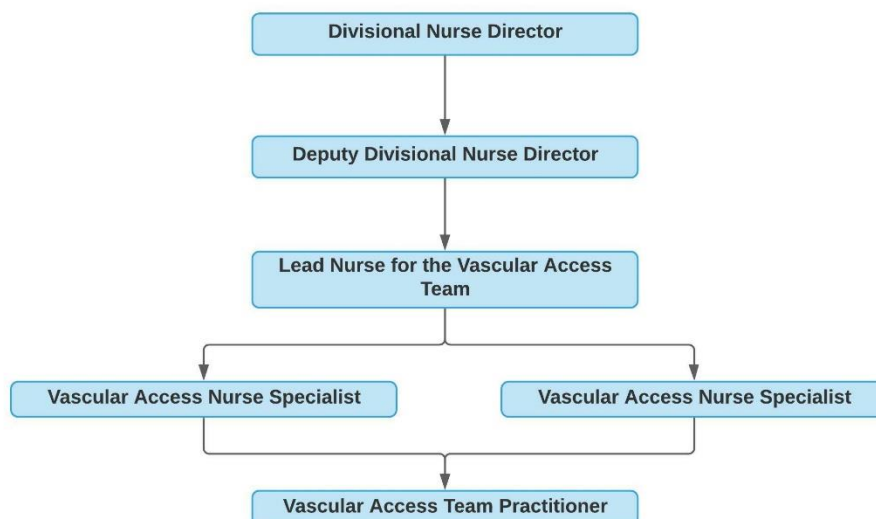 Divisional Nurse Director
Deputy Divisional Nurse Director
Lead Nurse for the Vascular Access
Team
Vascular Access Nurse Specialist
Vascular Access Nurse Specialist
Vascular Access Team Practitioner